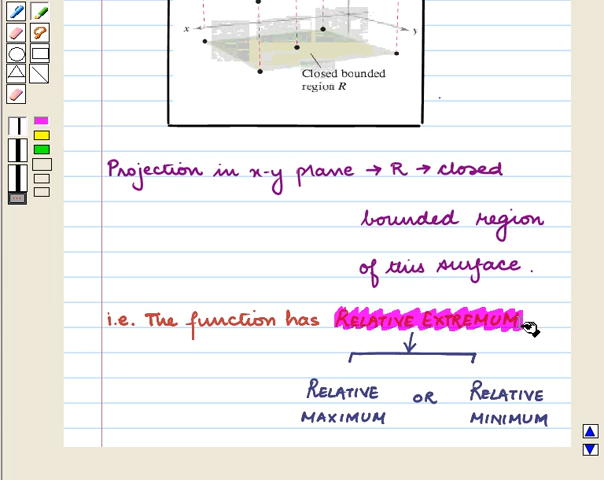 x
y
Closed bounded
region R
Projection in x-y plane → R → closed
bounded region
of this surface.
i.e. The function has RELATIVE EXTREMUM
RELATIVE OR RELATIVE
MAXIMUM MINIMUM